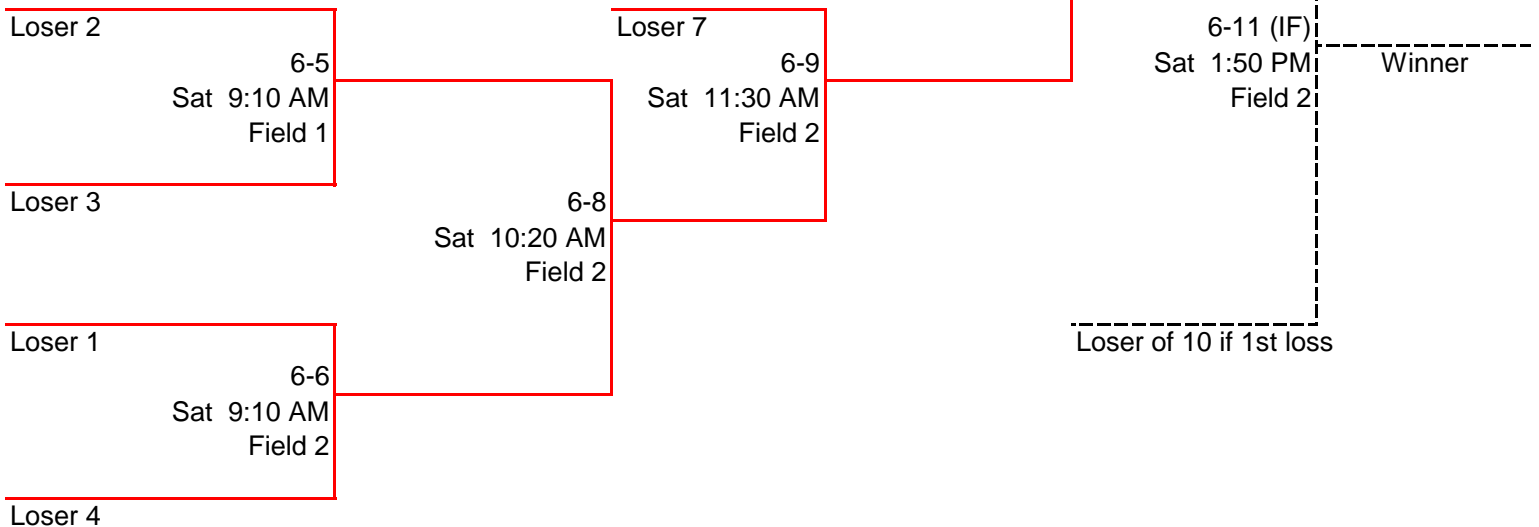 Loser 2
6-5
Sat 9:10 AM
Field 1
Loser 3
Loser 1
6-6
Sat 9:10 AM
Field 2
Loser 4
6-8
Sat 10:20 AM
Field 2
Loser 7
6-9
Sat 11:30 AM
Field 2
6-11 (IF)
Sat 1:50 PM
Field 2
Winner
Loser of 10 if 1st loss